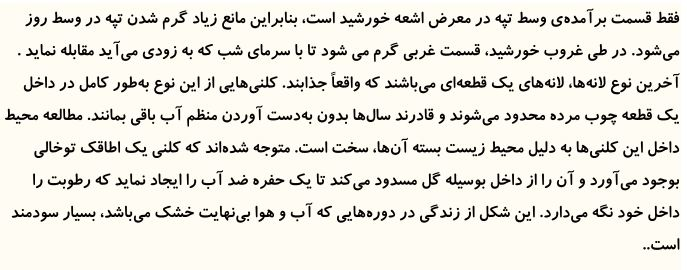 فقط قسمت برآمده‌ی وسط تپه در معرض اشعه خورشید است، بنابراین مانع زیاد گرم شدن تپه در وسط روز
می‌شود. در طی غروب خورشید، قسمت غربی گرم می شود تا با سرمای شب که به زودی می‌آید مقابله نماید .
آخرین نوع لانه‌ها، لانه‌های یک قطعه‌ای می‌باشند که واقعاً جذابند. کلنی‌هایی از این نوع به‌طور کامل در داخل
یک قطعه چوب مرده محدود می‌شوند و قادرند سال‌ها بدون به‌دست آوردن منظم آب باقی بمانند. مطالعه محیط
داخل این کلنی‌ها به دلیل محیط زیست بسته آن‌ها، سخت است. متوجه شده‌اند که کلنی یک اطاقک توخالی
بوجود می‌آورد و آن را از داخل بوسیله گل مسدود می‌کند تا یک حفره ضد آب را ایجاد نماید که رطوبت را
داخل خود نگه می‌دارد. این شکل از زندگی در دوره‌هایی که آب و هوا بی‌نهایت خشک می‌باشد، بسیار سودمند
است..